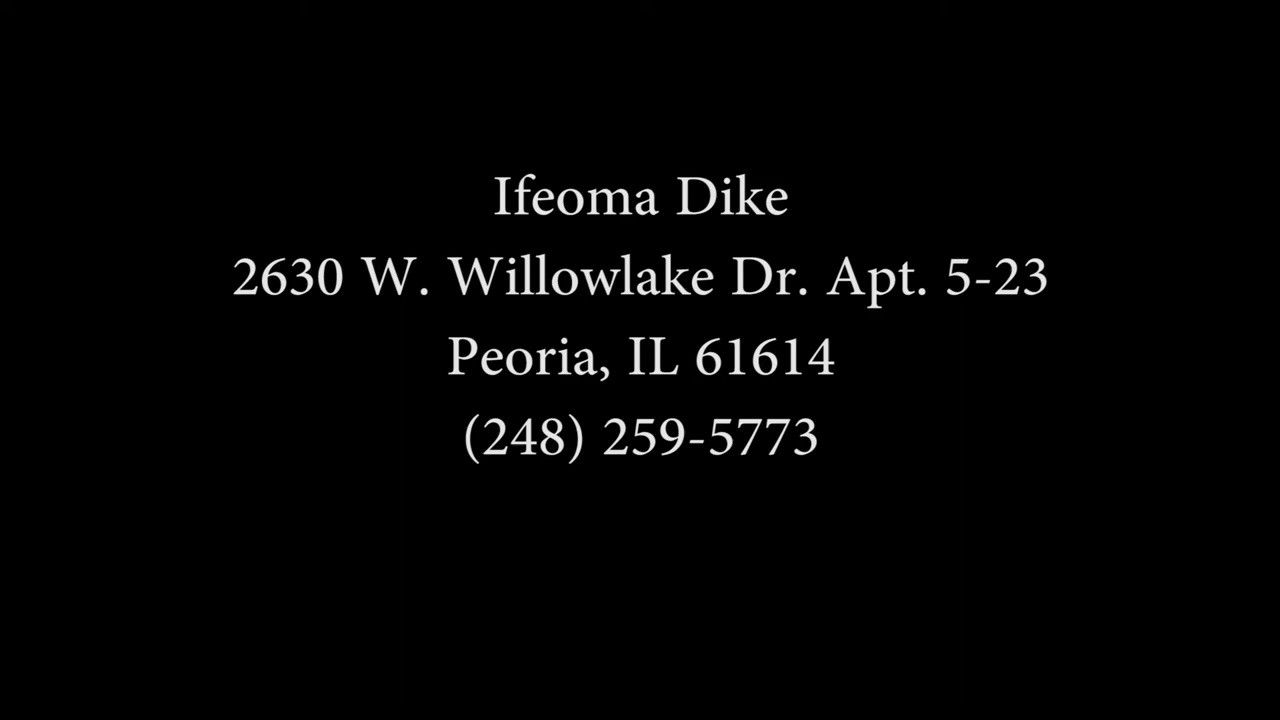 Ifeoma Dike
2630 W. Willowlake Dr. Apt. 5-23
Peoria, IL 61614
(248) 259-5773